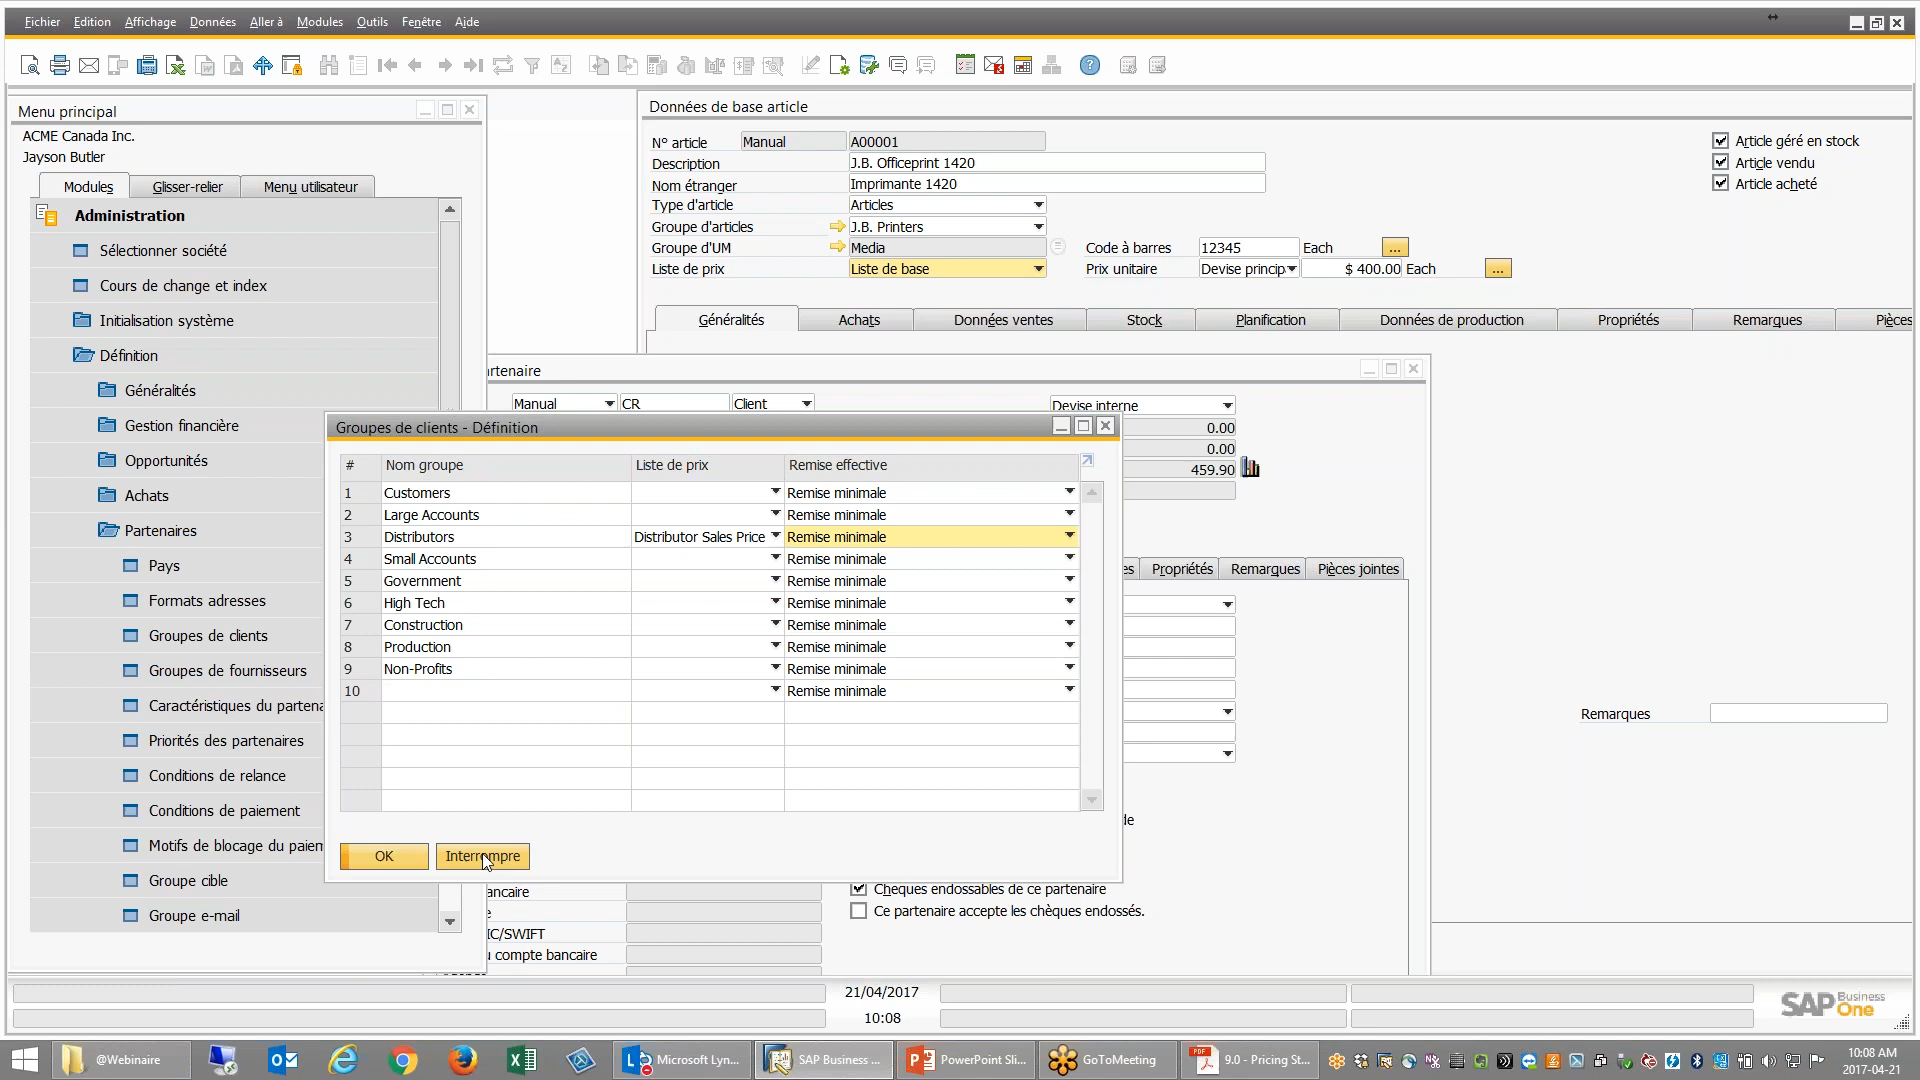 Fichier Edition Affichage Données Aller à Modules Outils Fenêtre Aide
Menu principal
ACME Canada Inc.
Jayson Butler
Modules Glisser-relier Menu utilisateur
Administration
Sélectionner société
Cours de change et index
Initialisation système
Définition
Généralités
Gestion financière
Opportunités
Achats
Partenaires
Pays
Formats adresses
Groupes de clients
Groupes de fournisseurs
Caractéristiques du partena
Priorités des partenaires
Conditions de relance
Conditions de paiement
Motifs de blocage du paiem
Groupe cible
Groupe e-mail
Données de base article
N° article Manual A00001
Description J.B. Officeprint 1420
Nom étranger Imprimante 1420
Type d'article Articles
Groupe d'articles J.B. Printers
Groupe d'UM Media Code à barres 12345 Each ...
Liste de prix Liste de base Prix unitaire Devise princip $ 400.00 Each ...
Article géré en stock
Article vendu
Article acheté
Généralités Achats Données ventes Stock Planification Données de production Propriétés Remarques Pièces
Remarques
rtenaire
Manual CR Client Devise interne
0.00
0.00
459.90
es Propriétés Remarques Pièces jointes
Groupes de clients - Définition
# Nom groupe Liste de prix Remise effective
1 Customers Remise minimale
2 Large Accounts Remise minimale
3 Distributors Distributor Sales Price Remise minimale
4 Small Accounts Remise minimale
5 Government Remise minimale
6 High Tech Remise minimale
7 Construction Remise minimale
8 Production Remise minimale
9 Non-Profits Remise minimale
10 Remise minimale
OK Interrompre
de
ancaire
Chèques endossables de ce partenaire
Ce partenaire accepte les chèques endossés.
IC/SWIFT
u compte bancaire
21/04/2017
10:08
SAP Business One
@Webinaire Microsoft Lyn... SAP Business ... PowerPoint Sli... GoToMeeting 9.0 - Pricing St...
10:08 AM
2017-04-21